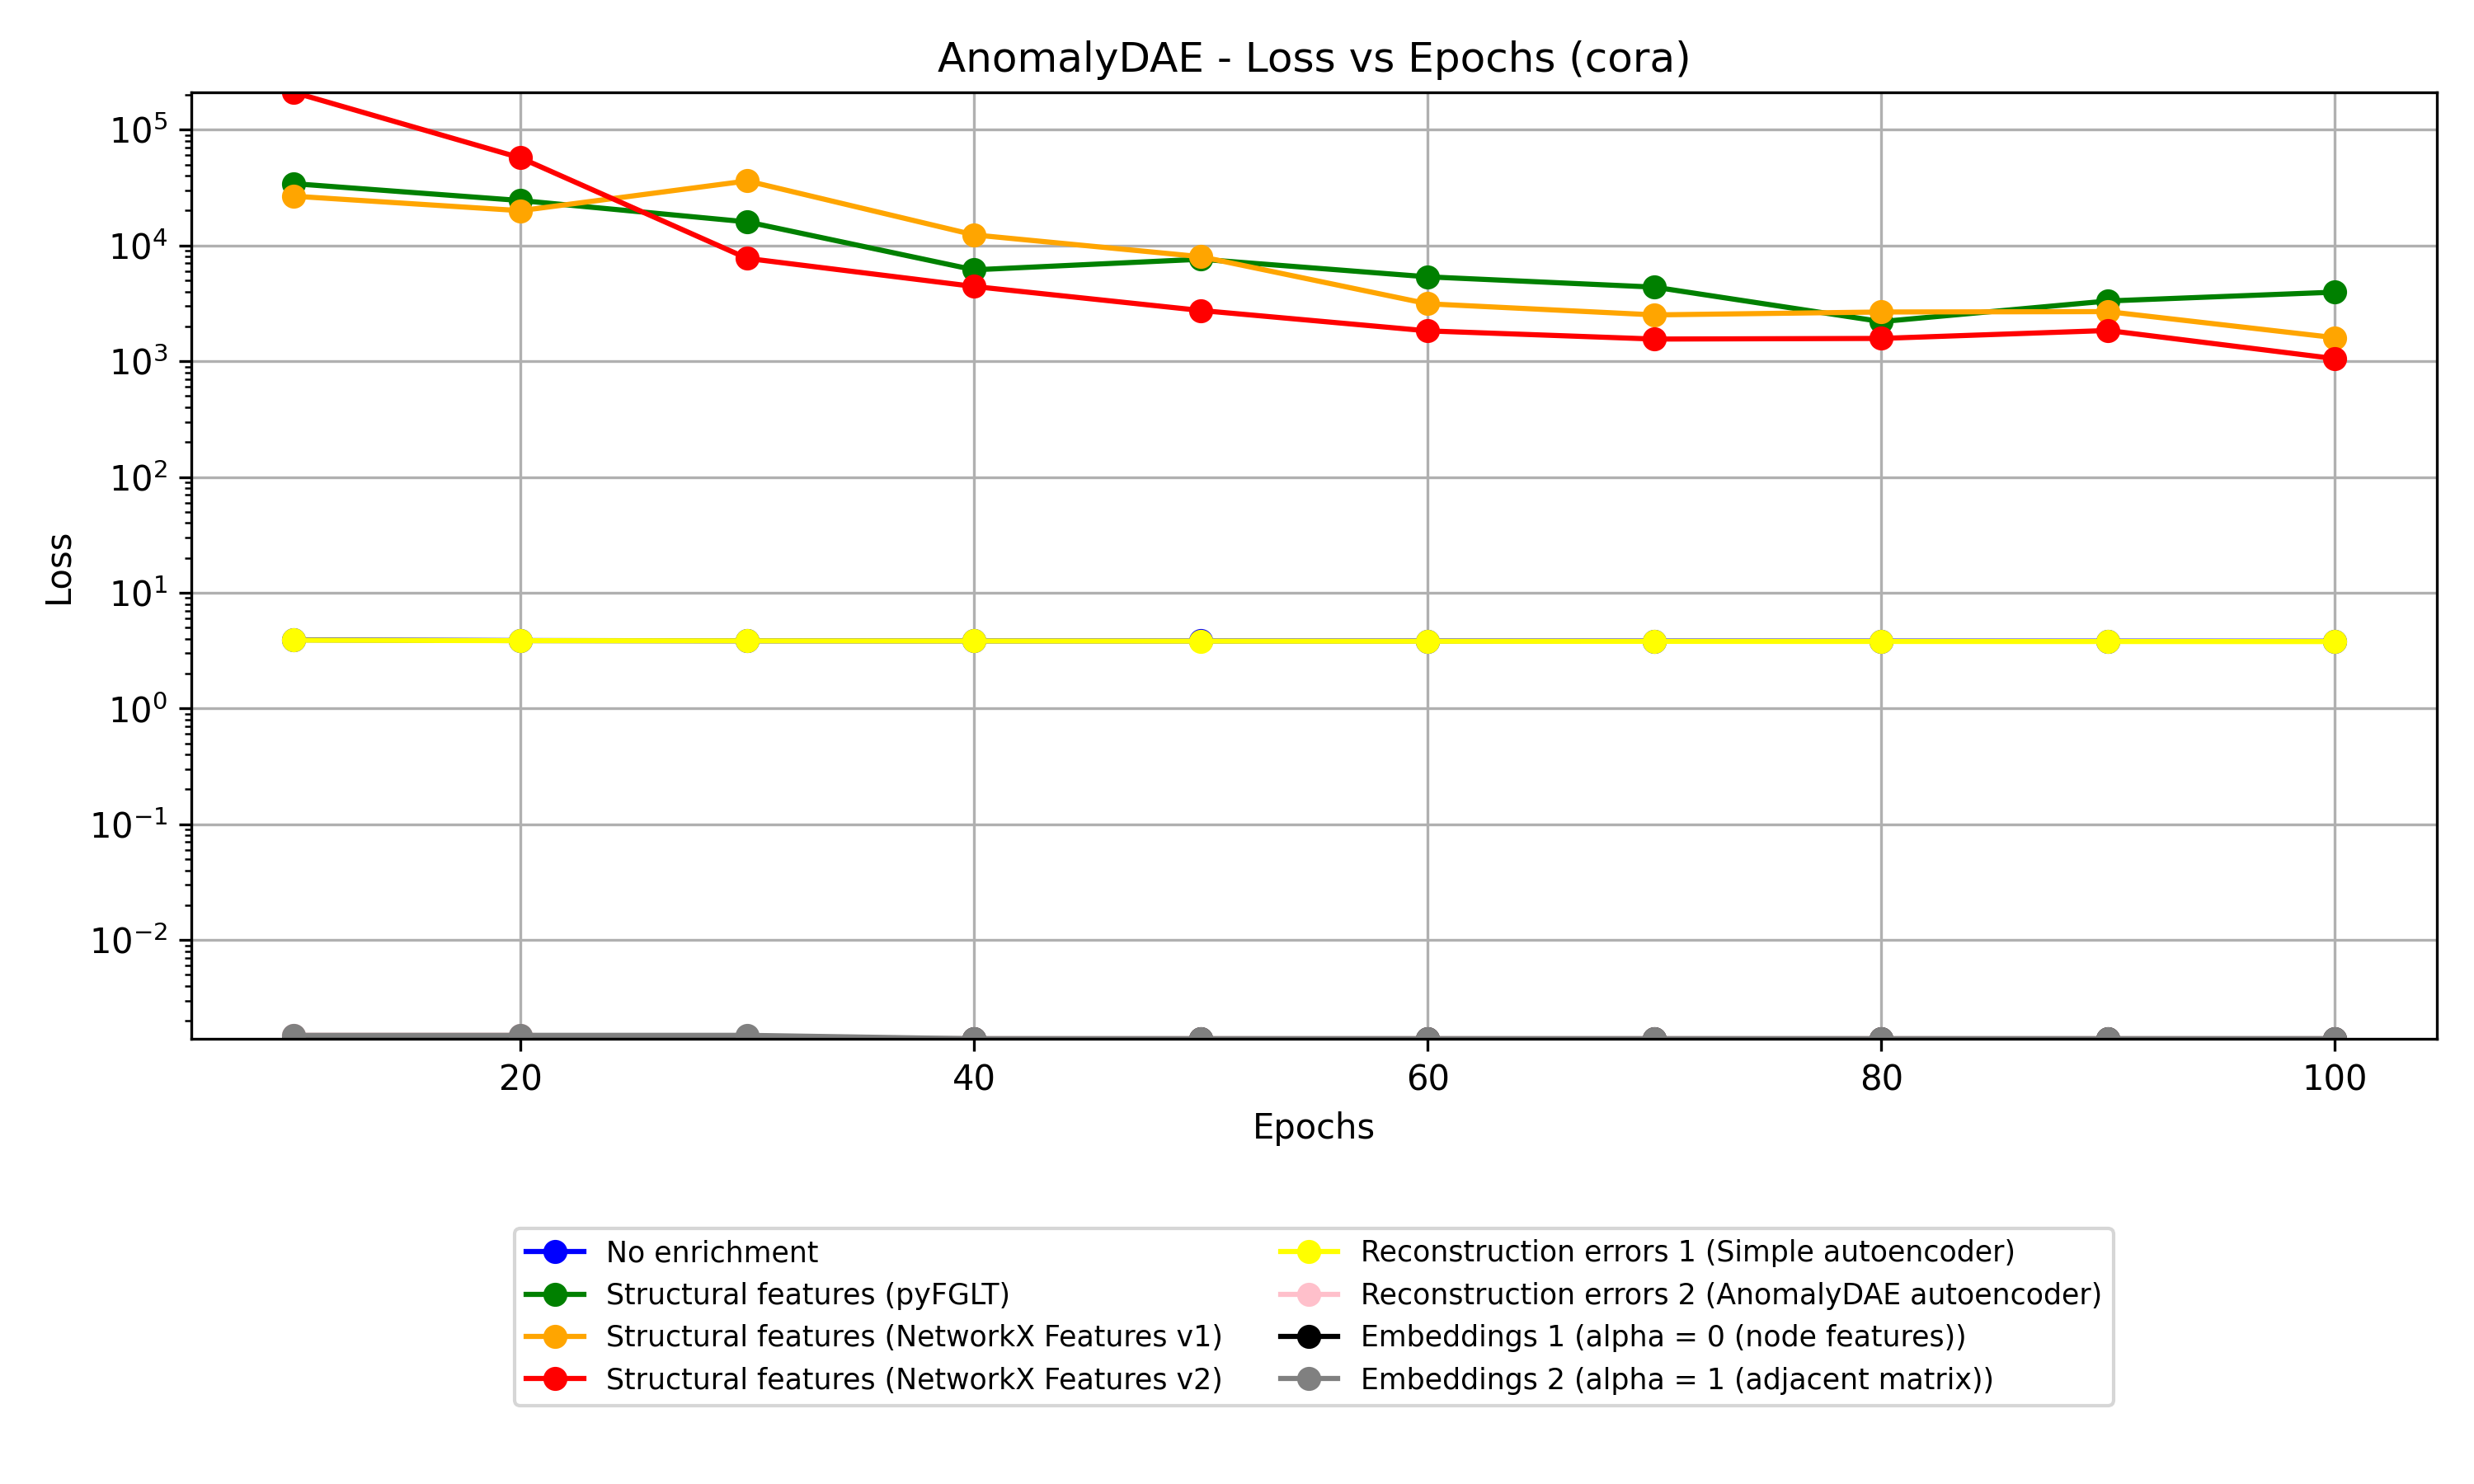 AnomalyDAE - Loss vs Epochs (cora)
10⁵
10⁴
10³
10²
10¹
10⁰
10⁻¹
10⁻²
Loss
20 40 60 80 100
Epochs
No enrichment
Structural features (pyFGLT)
Structural features (NetworkX Features v1)
Structural features (NetworkX Features v2)
Reconstruction errors 1 (Simple autoencoder)
Reconstruction errors 2 (AnomalyDAE autoencoder)
Embeddings 1 (alpha = 0 (node features))
Embeddings 2 (alpha = 1 (adjacent matrix))